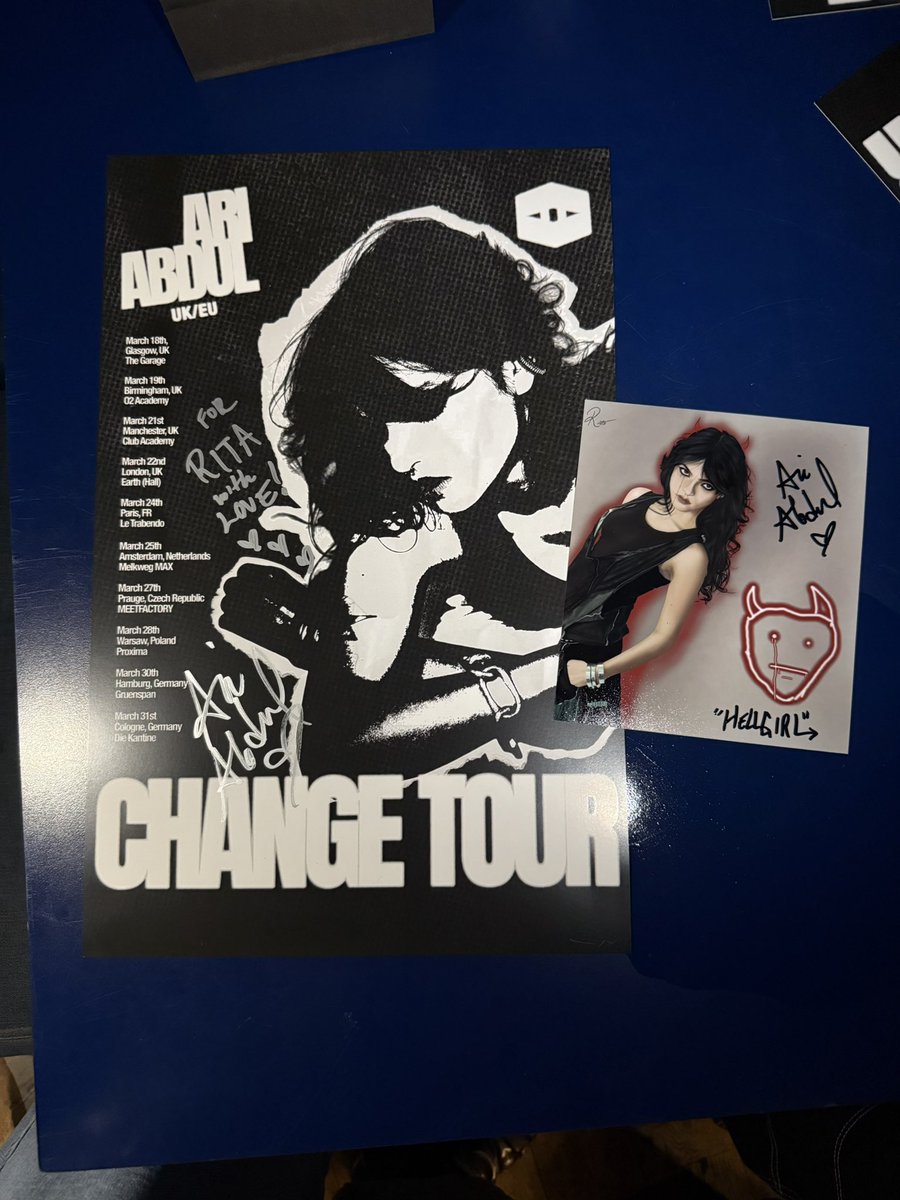 ARI
ABDUL
UK/EU
March 18th,
Glasgow, UK
The Garage
March 19th
Birmingham, UK
O2 Academy
March 21st
Manchester, UK
Club Academy
March 22nd
London, UK
Earth (Hall)
March 24th
Paris, FR
Le Trabendo
March 25th
Amsterdam, Netherlands
Melkweg MAX
March 27th
Prauge, Czech Republic
MEETFACTORY
March 28th
Warsaw, Poland
Proxima
March 30th
Hamburg, Germany
Gruenspan
March 31st
Cologne, Germany
Die Kantine
FOR
RITA
with
LOVE!
Ari
Abdul
CHANGE TOUR
Ari
Abdul
"HELLGIRL"